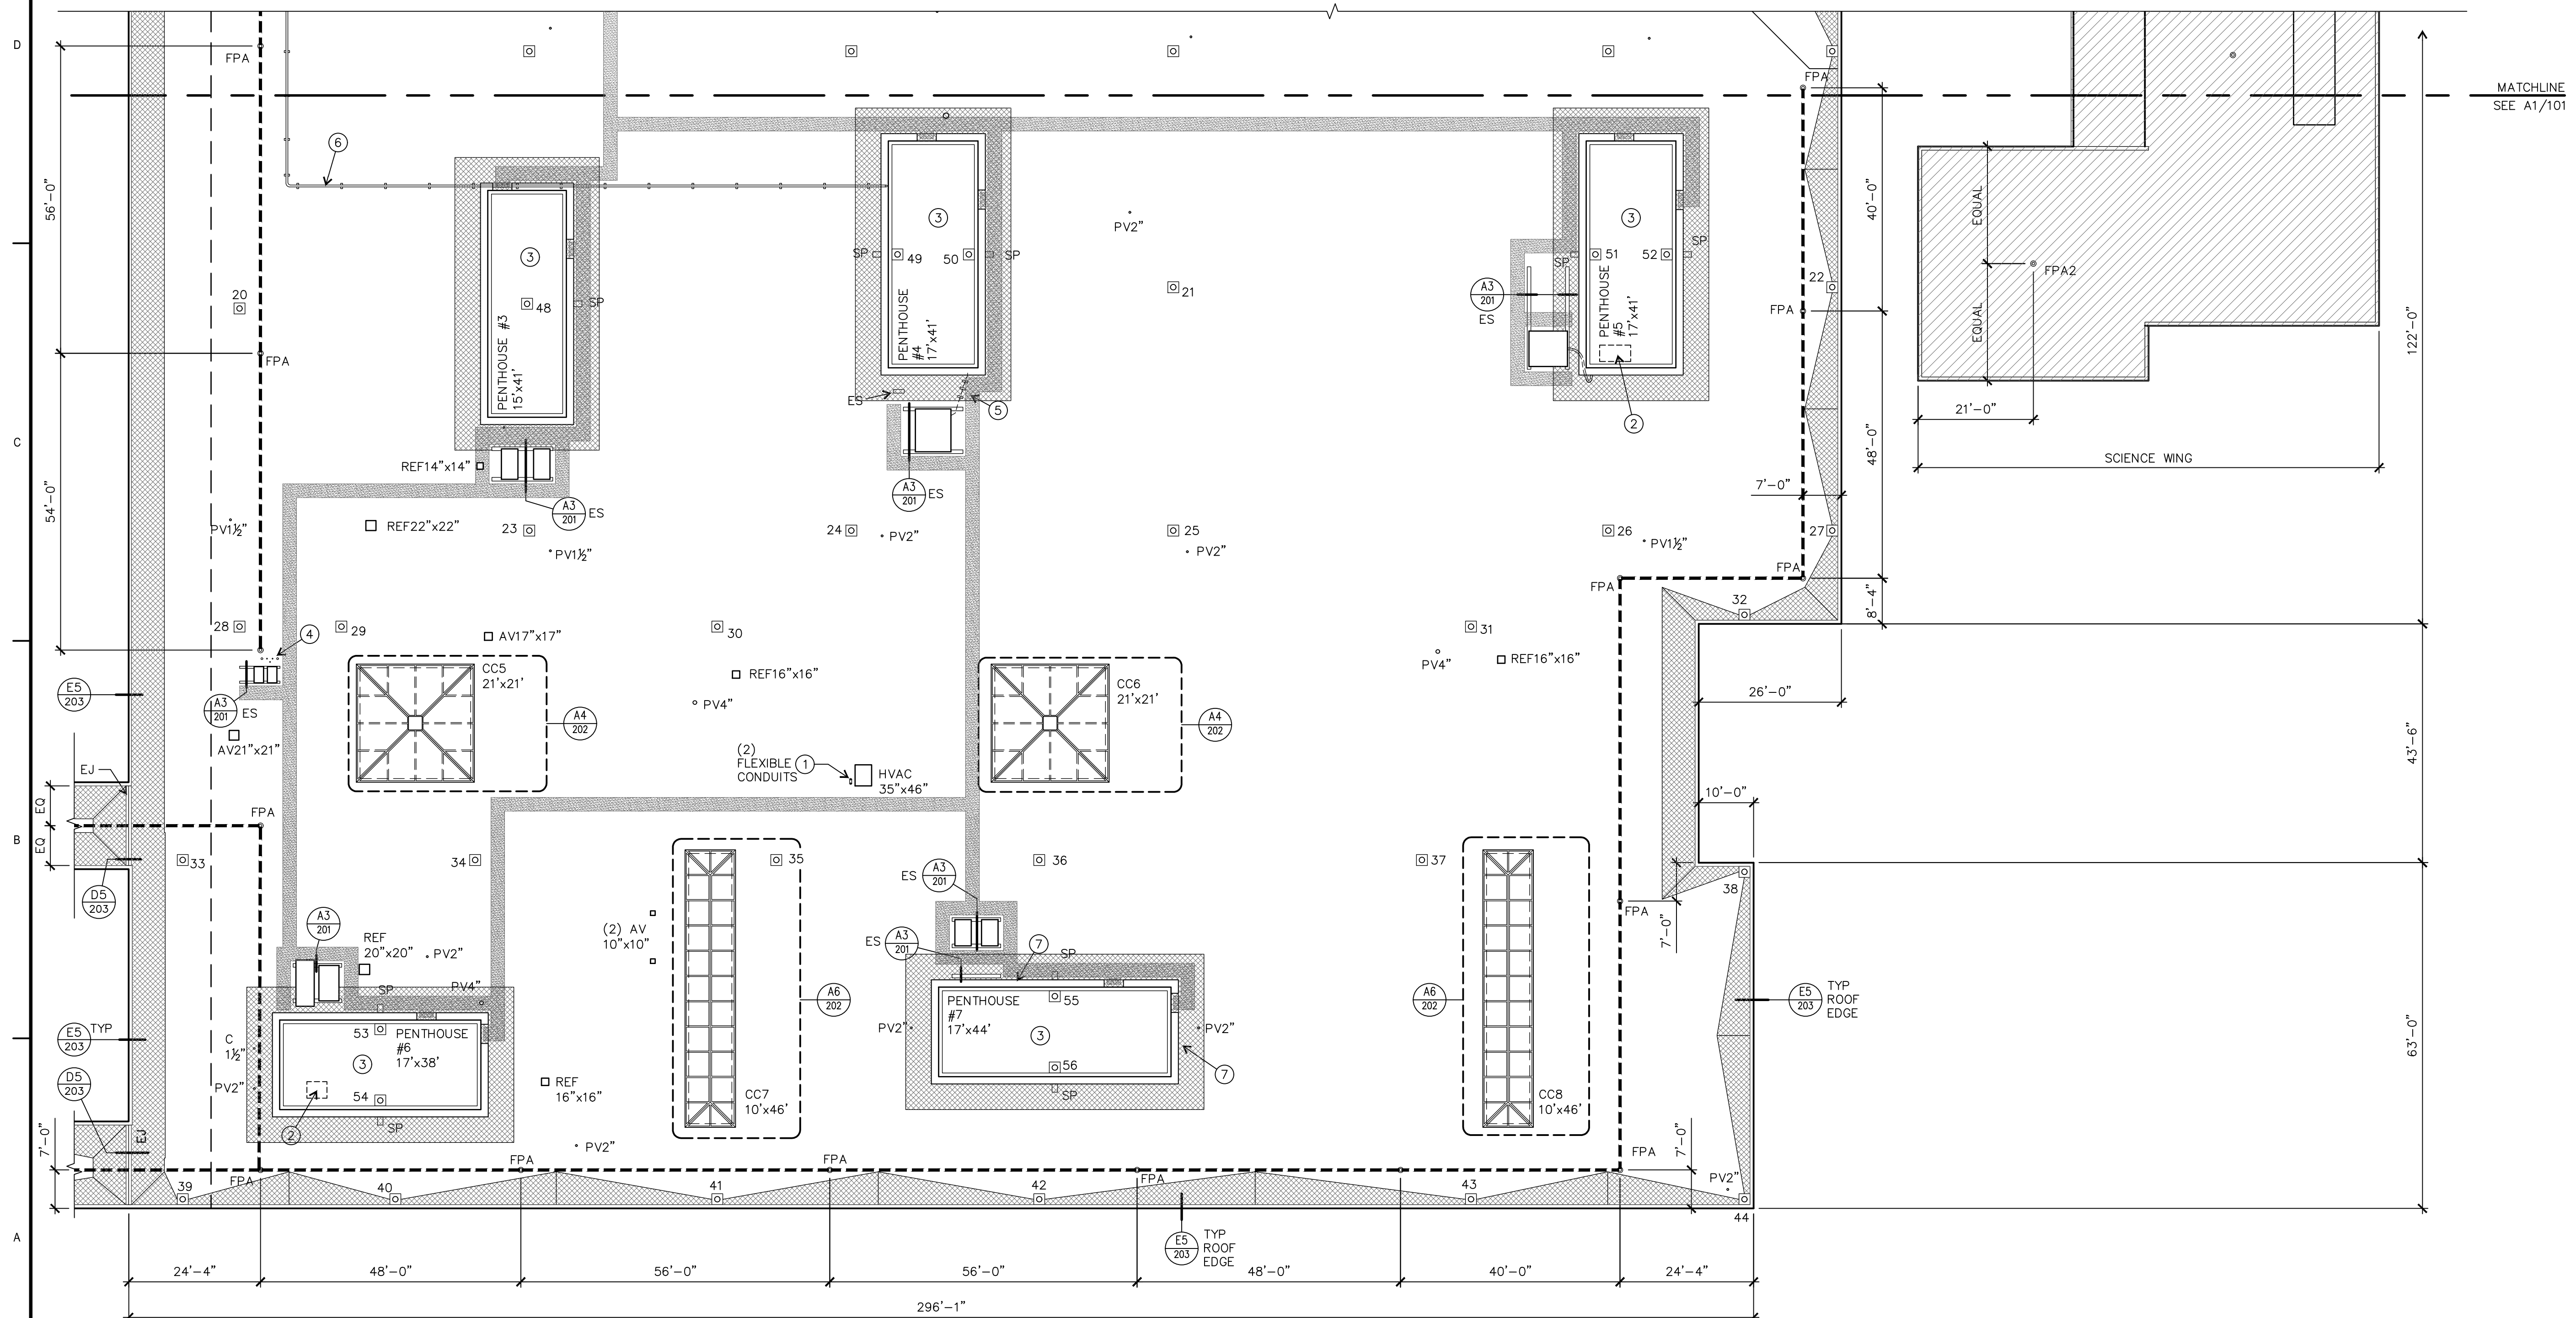 D
FPA
FPA
MATCHLINE
SEE A1/101
6
56'-0"
40'-0"
EQUAL
3
3
3
PV2"
SP
SP
49
50
SP
51
52
SP
20
48
SP
21
22
FPA2
A3
201
ES
FPA
PENTHOUSE #3
15'x41'
PENTHOUSE
#4
17'x41'
PENTHOUSE
#5
17'x41'
EQUAL
122'-0"
FPA
ES
5
2
21'-0"
C
48'-0"
SCIENCE WING
REF14"x14"
7'-0"
54'-0"
A3
201
ES
A3
201
ES
PV1½"
REF22"x22"
23
PV1½"
24
PV2"
25
PV2"
26
PV1½"
27
FPA
FPA
8'-4"
28
4
29
AV17"x17"
30
31
32
REF16"x16"
PV4"
REF16"x16"
CC5
21'x21'
CC6
21'x21'
E5
203
A3
201
ES
PV4"
26'-0"
A4
202
A4
202
AV21"x21"
43'-6"
EJ
(2)
FLEXIBLE
CONDUITS
1
HVAC
35"x46"
10'-0"
EQ
EQ
FPA
B
33
34
35
36
37
38
D5
203
ES
A3
201
FPA
A3
201
(2) AV
10"x10"
REF
20"x20"
PV2"
ES
A3
201
7
SP
7'-0"
SP
PV4"
A6
202
A6
202
E5
203
TYP
ROOF
EDGE
PENTHOUSE
#7
17'x44'
55
PV2"
PV2"
3
E5
203
TYP
C
1½"
53
PENTHOUSE
#6
17'x38'
3
63'-0"
56
7
D5
203
PV2"
54
REF
16"x16"
CC7
10'x46'
SP
CC8
10'x46'
SP
2
EJ
7'-0"
PV2"
7'-0"
FPA
FPA
FPA
FPA
FPA
PV2"
39
40
41
42
43
44
A
E5
203
TYP
ROOF
EDGE
24'-4"
48'-0"
56'-0"
56'-0"
48'-0"
40'-0"
24'-4"
296'-1"